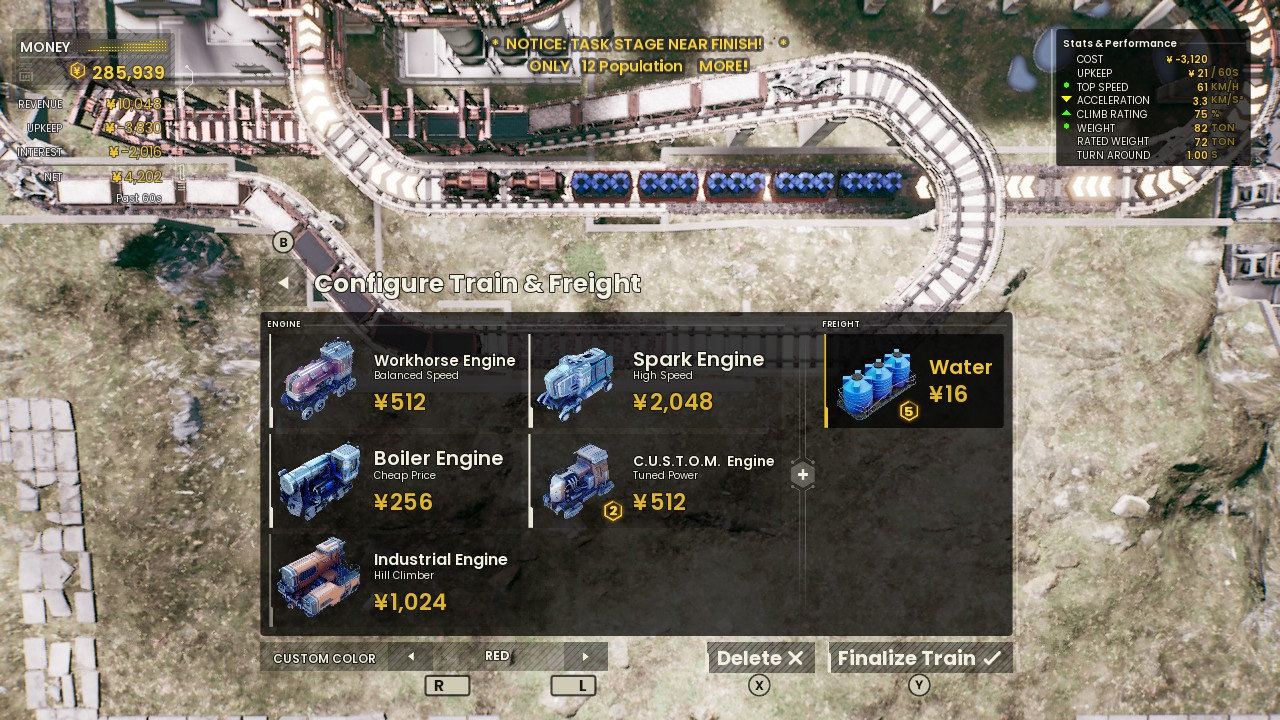 MONEY
¥ 285,939
REVENUE ¥10,048
UPKEEP ¥-3,830
INTEREST ¥-2,016
NET ¥4,202
Past 60s
* NOTICE: TASK STAGE NEAR FINISH! *
ONLY 12 Population MORE!
Stats & Performance
COST ¥ -3,120
UPKEEP ¥ 21 / 60S
TOP SPEED 61 KM/H
ACCELERATION 3.3 KM/S²
CLIMB RATING 75 %
WEIGHT 82 TON
RATED WEIGHT 72 TON
TURN AROUND 1.00 S
B
Configure Train & Freight
ENGINE
Workhorse Engine
Balanced Speed
¥512
Boiler Engine
Cheap Price
¥256
Industrial Engine
Hill Climber
¥1,024
Spark Engine
High Speed
¥2,048
C.U.S.T.O.M. Engine
Tuned Power
2
¥512
+
FREIGHT
Water
¥16
5
CUSTOM COLOR
RED
R
L
Delete
X
Finalize Train
Y